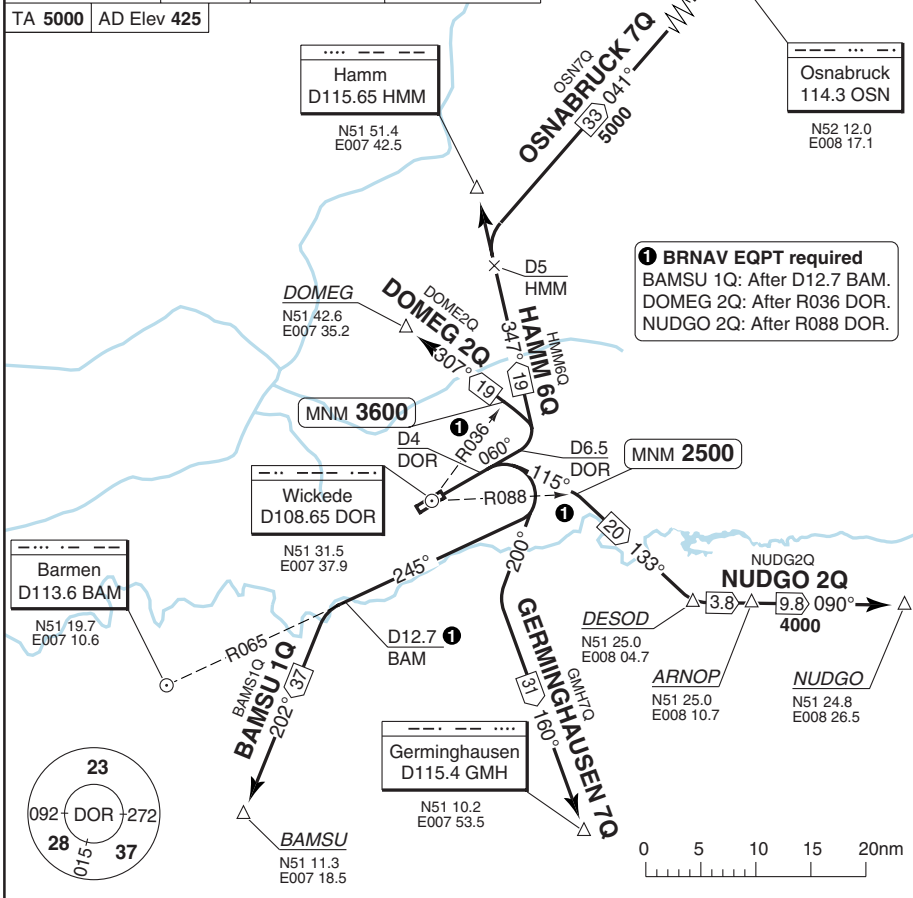 TA 5000 AD Elev 425
Hamm
D115.65 HMM
N51 51.4
E007 42.5
OSN7Q
OSNABRUCK 7Q
33 041°
5000
Osnabruck
114.3 OSN
N52 12.0
E008 17.1
❶ BRNAV EQPT required
BAMSU 1Q: After D12.7 BAM.
DOMEG 2Q: After R036 DOR.
NUDGO 2Q: After R088 DOR.
D5
HMM
DOMEG
N51 42.6
E007 35.2
DOME2Q
DOMEG 2Q
307°
19
HMM6Q
HAMM 6Q
347°
19
MNM 3600
❶
R036
D4
DOR
060°
D6.5
DOR
MNM 2500
Wickede
D108.65 DOR
N51 31.5
E007 37.9
R088
115°
❶
20
133°
NUDG2Q
NUDGO 2Q
3.8
9.8 090°
4000
DESOD
N51 25.0
E008 04.7
ARNOP
N51 25.0
E008 10.7
NUDGO
N51 24.8
E008 26.5
Barmen
D113.6 BAM
N51 19.7
E007 10.6
R065
245°
D12.7 ❶
BAM
BAMS1Q
BAMSU 1Q
202°
37
200°
GMH7Q
GERMINGHAUSEN 7Q
31
160°
Germinghausen
D115.4 GMH
N51 10.2
E007 53.5
BAMSU
N51 11.3
E007 18.5
23
092 DOR 272
28
015
37
0 5 10 15 20nm